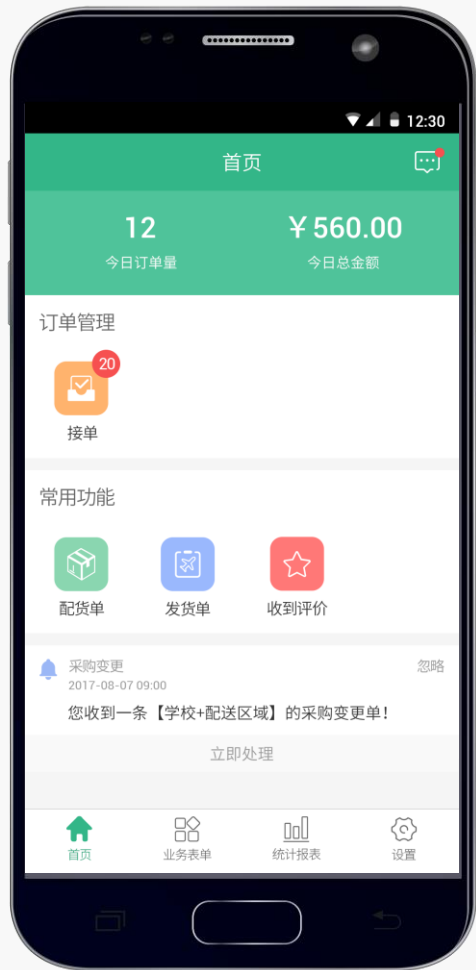 12:30
首页
12
￥560.00
今日订单量
今日总金额
订单管理
20
接单
常用功能
配货单
发货单
收到评价
采购变更
忽略
2017-08-07 09:00
您收到一条【学校+配送区域】的采购变更单！
立即处理
首页
业务表单
统计报表
设置